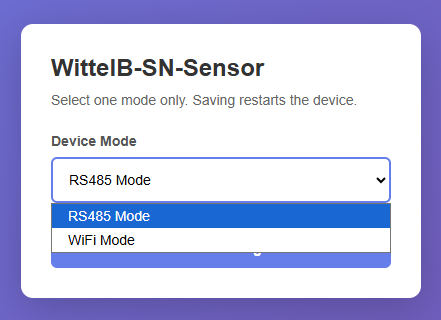 WittelB-SN-Sensor
Select one mode only. Saving restarts the device.
Device Mode
RS485 Mode
RS485 Mode
WiFi Mode